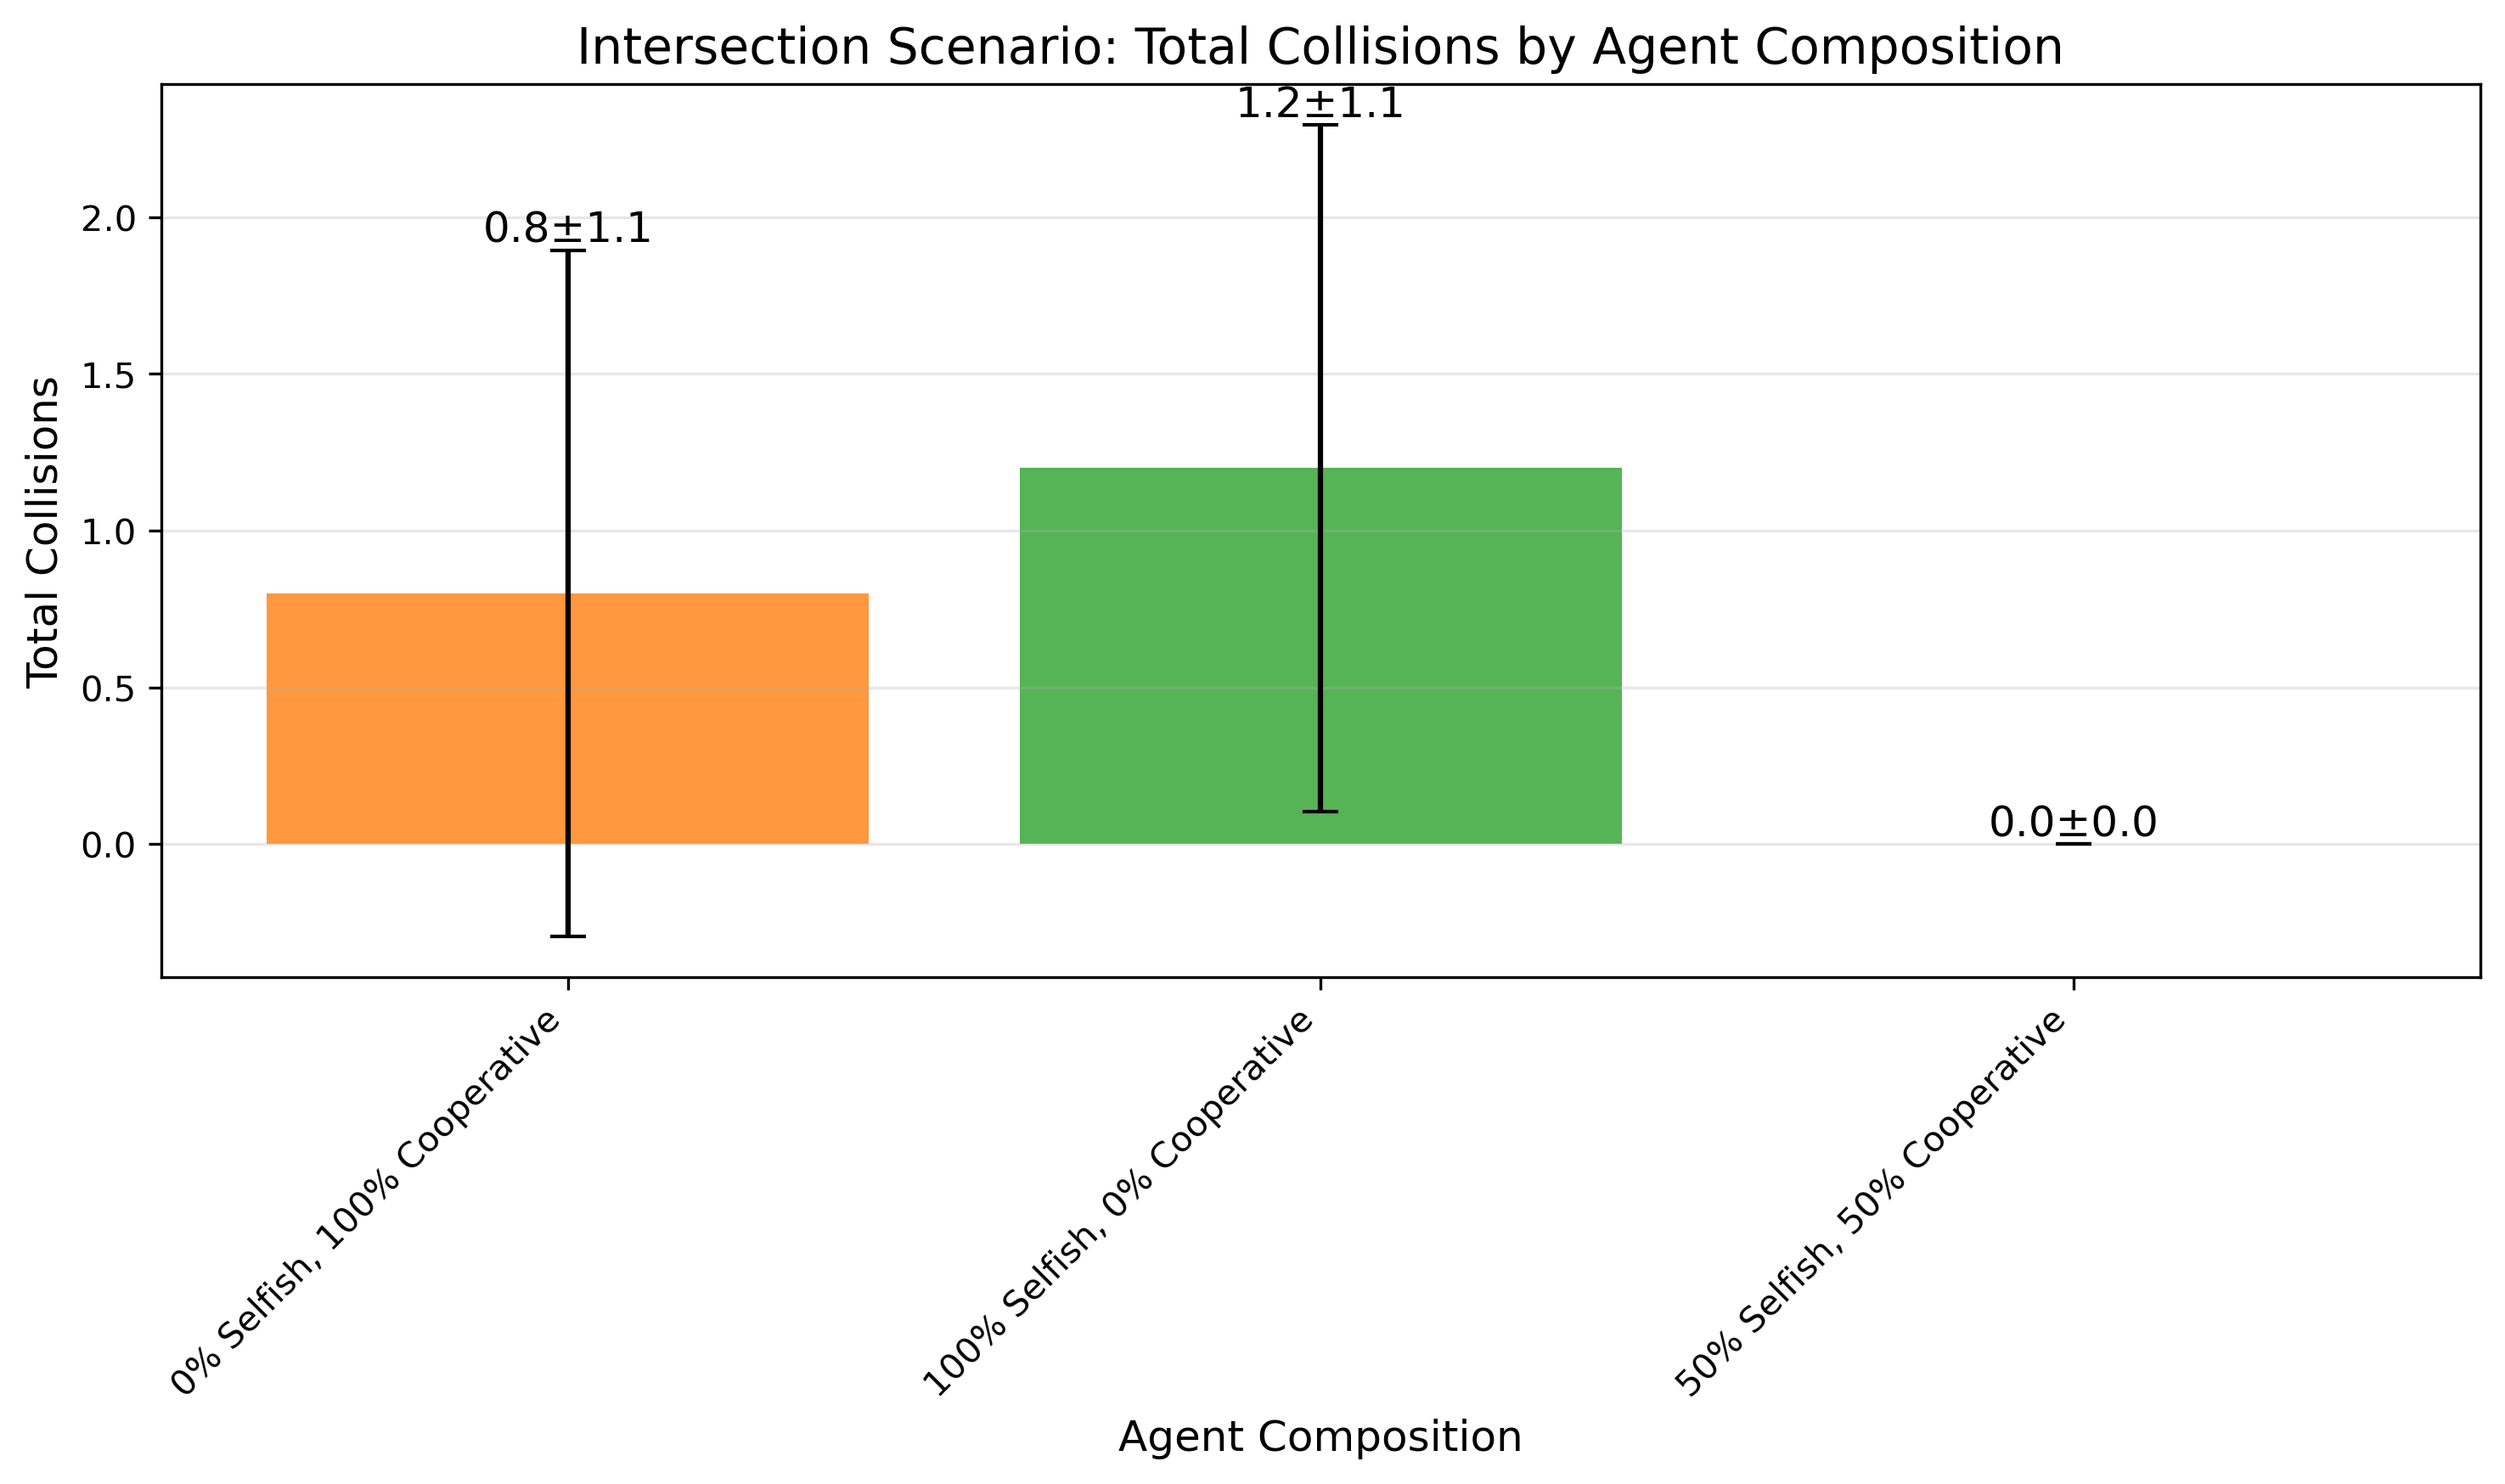 Intersection Scenario: Total Collisions by Agent Composition
1.2±1.1
0.8±1.1
0.0±0.0
Total Collisions
2.0
1.5
1.0
0.5
0.0
0% Selfish, 100% Cooperative
100% Selfish, 0% Cooperative
50% Selfish, 50% Cooperative
Agent Composition